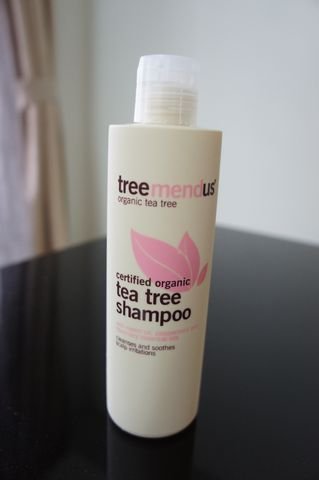 treemendus
organic tea tree
certified organic
tea tree
shampoo
cleanses and soothes
scalp irritations